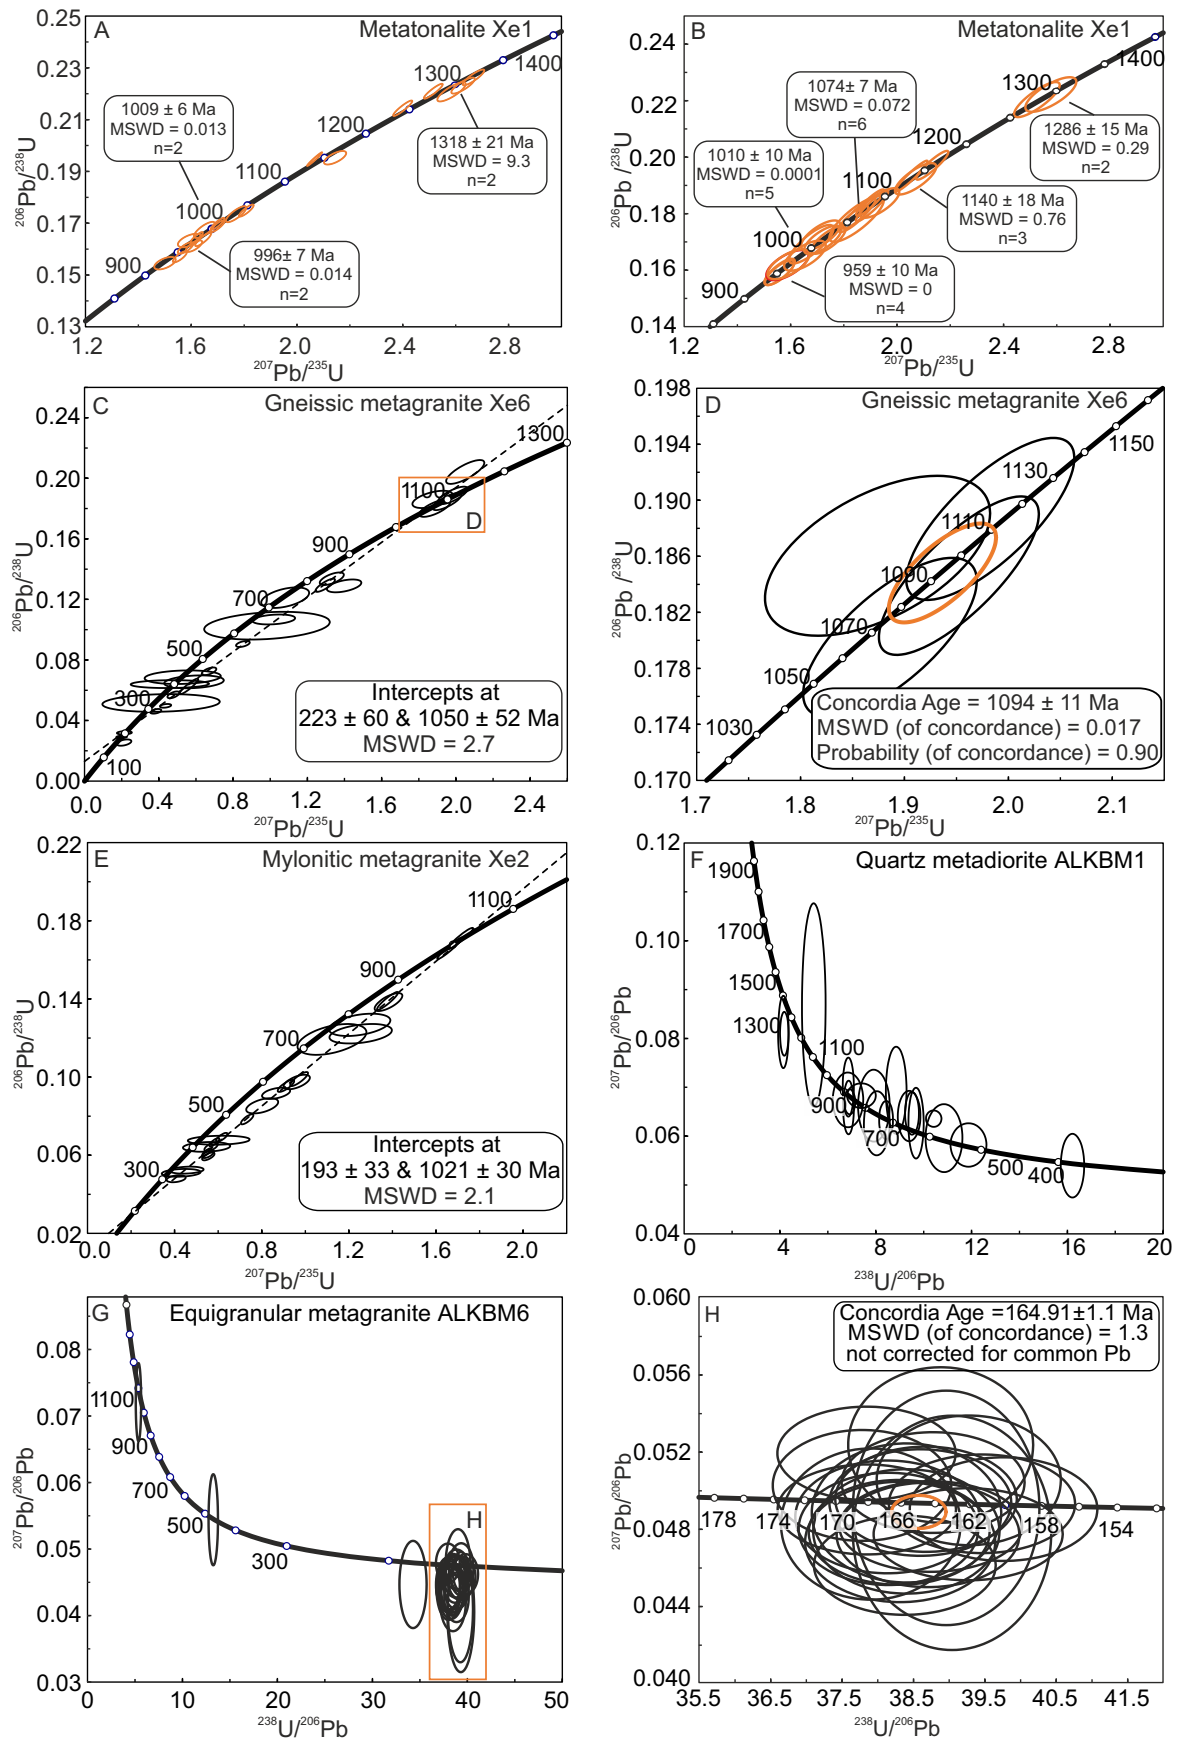 A
Metatonalite Xe1
0.25
0.23
0.21
0.19
0.17
0.15
0.13
206Pb/238U
1400
1300
1200
1100
1000
900
1009 ± 6 Ma
MSWD = 0.013
n=2
1318 ± 21 Ma
MSWD = 9.3
n=2
996± 7 Ma
MSWD = 0.014
n=2
1.2 1.6 2.0 2.4 2.8
207Pb/235U
B
Metatonalite Xe1
0.24
0.22
0.20
0.18
0.16
0.14
206Pb /238U
1400
1300
1200
1100
1000
900
1074± 7 Ma
MSWD = 0.072
n=6
1010 ± 10 Ma
MSWD = 0.0001
n=5
1286 ± 15 Ma
MSWD = 0.29
n=2
1140 ± 18 Ma
MSWD = 0.76
n=3
959 ± 10 Ma
MSWD = 0
n=4
1.2 1.6 2.0 2.4 2.8
207Pb/235U
C
Gneissic metagranite Xe6
0.24
0.20
0.16
0.12
0.08
0.04
0.00
206Pb/238U
1300
1100
D
900
700
500
300
100
Intercepts at
223 ± 60 & 1050 ± 52 Ma
MSWD = 2.7
0.0 0.4 0.8 1.2 1.6 2.0 2.4
207Pb/235U
D
Gneissic metagranite Xe6
0.198
0.194
0.190
0.186
0.182
0.178
0.174
0.170
206Pb /238U
1150
1130
1110
1090
1070
1050
1030
Concordia Age = 1094 ± 11 Ma
MSWD (of concordance) = 0.017
Probability (of concordance) = 0.90
1.7 1.8 1.9 2.0 2.1
207Pb/235U
E
Mylonitic metagranite Xe2
0.22
0.18
0.14
0.10
0.06
0.02
206Pb/238U
1100
900
700
500
300
Intercepts at
193 ± 33 & 1021 ± 30 Ma
MSWD = 2.1
0.0 0.4 0.8 1.2 1.6 2.0
207Pb/235U
F
Quartz metadiorite ALKBM1
0.12
0.10
0.08
0.06
0.04
207Pb/206Pb
1900
1700
1500
1300
1100
900
700
500
400
0 4 8 12 16 20
238U/206Pb
G
Equigranular metagranite ALKBM6
0.08
0.07
0.06
0.05
0.04
0.03
207Pb/206Pb
1100
900
700
500
300
H
0 10 20 30 40 50
238U/206Pb
H
Concordia Age =164.91±1.1 Ma
MSWD (of concordance) = 1.3
not corrected for common Pb
0.060
0.056
0.052
0.048
0.044
0.040
207Pb/206Pb
178 174 170 166 162 158 154
35.5 36.5 37.5 38.5 39.5 40.5 41.5
238U/206Pb